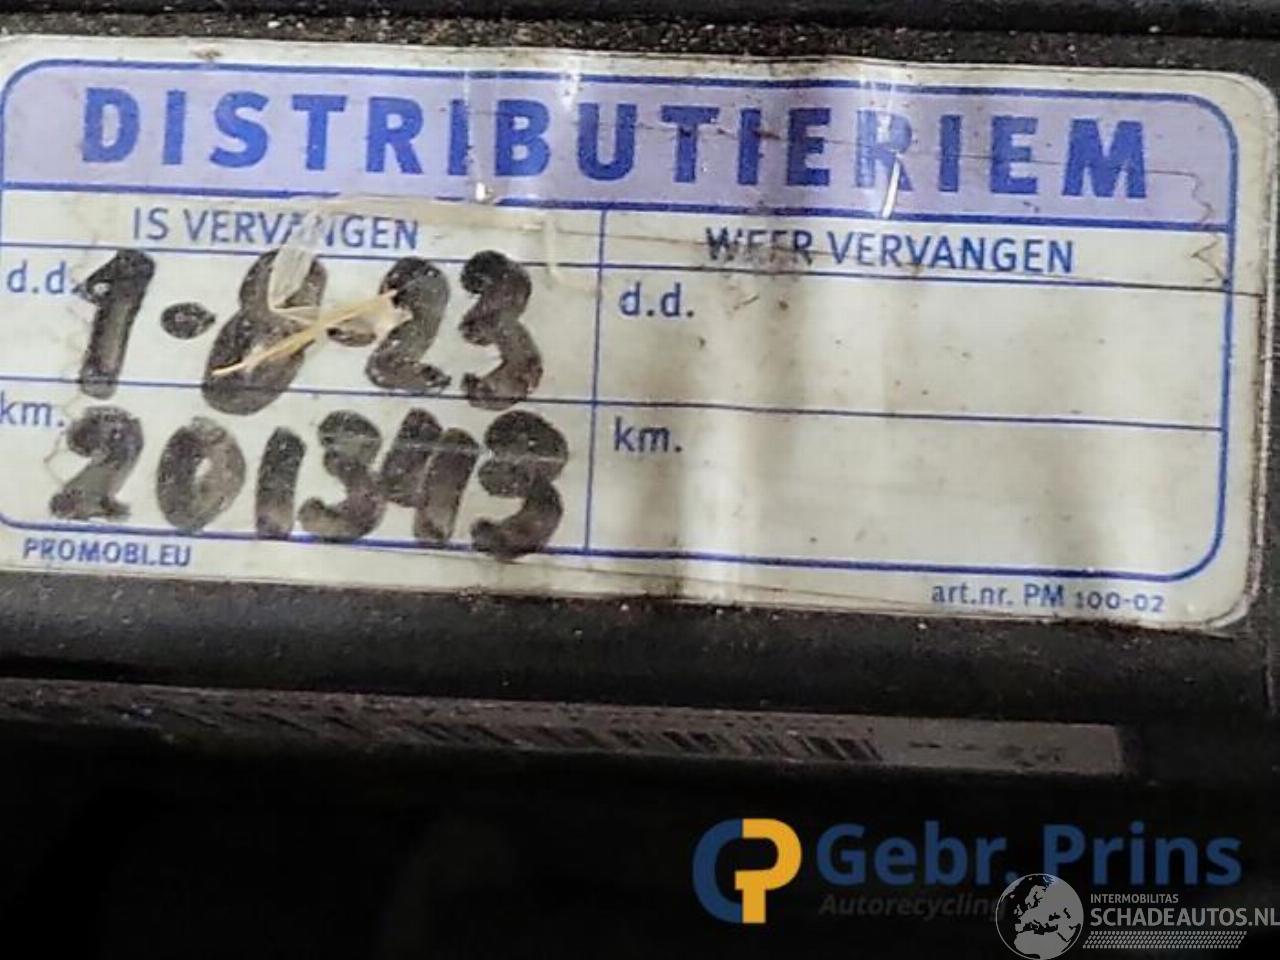 DISTRIBUTIERIEM
IS VERVANGEN
WEER VERVANGEN
d.d. 1-8-23
d.d.
km. 201343
km.
PROMOBI.EU
art.nr. PM 100-02
Gebr. Prins
Autorecycling
INTERMOBILITAS
SCHADEAUTOS.NL